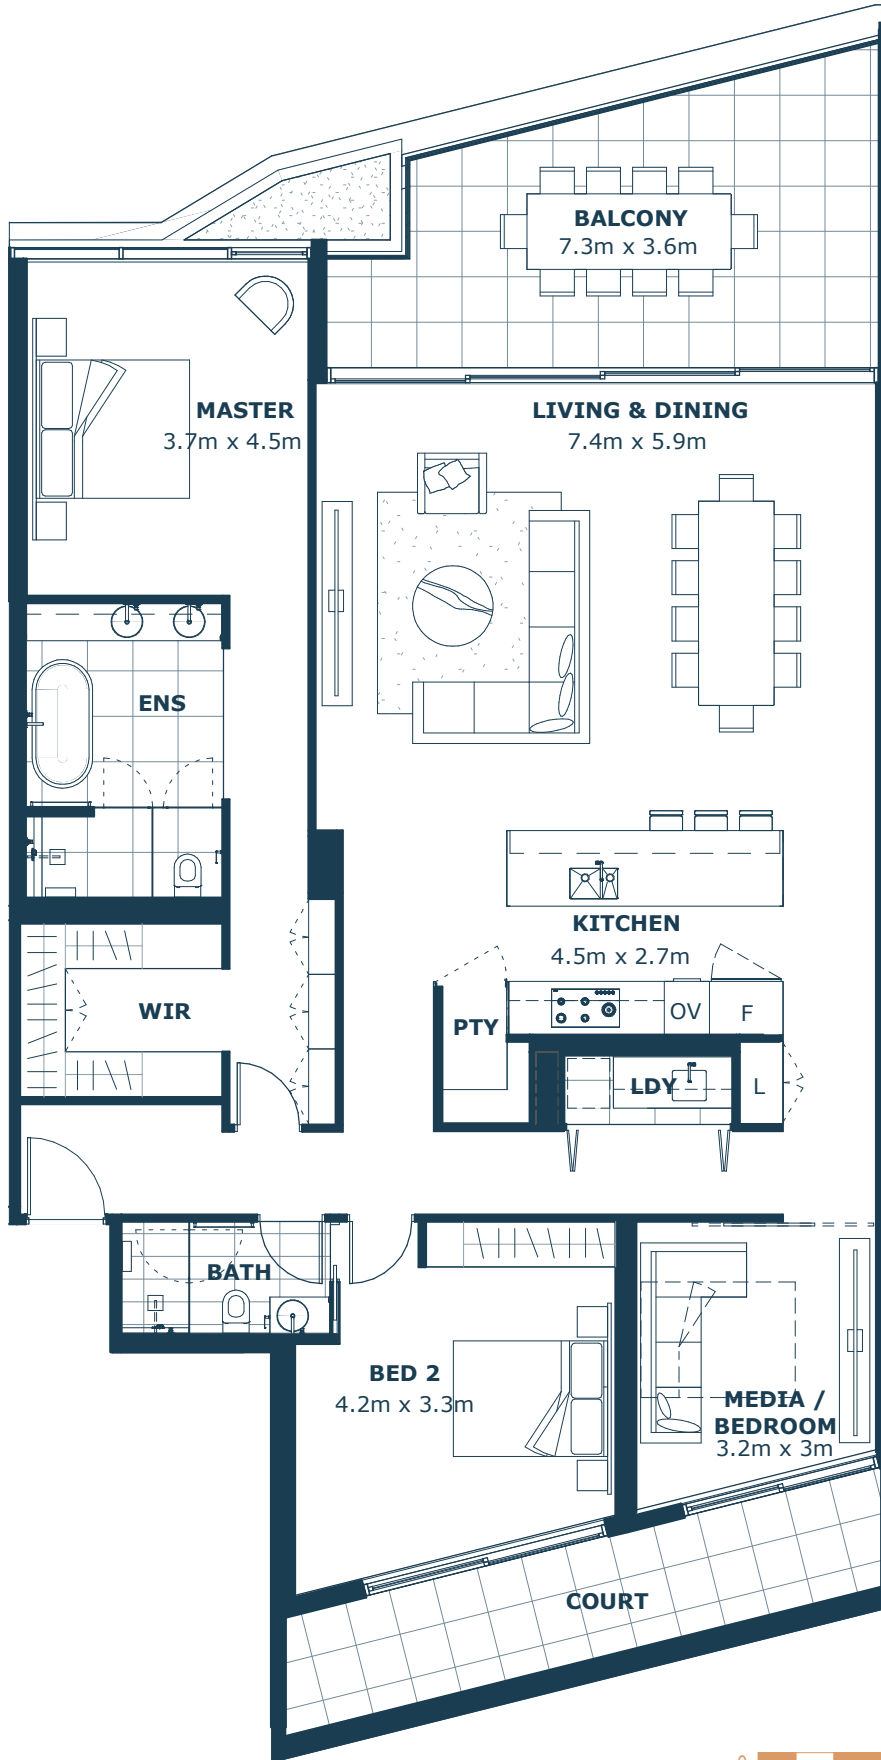 BALCONY
7.3m x 3.6m
MASTER
3.7m x 4.5m
LIVING & DINING
7.4m x 5.9m
ENS
KITCHEN
4.5m x 2.7m
WIR
PTY
OV
F
LDY
L
BATH
BED 2
4.2m x 3.3m
MEDIA /
BEDROOM
3.2m x 3m
COURT
0